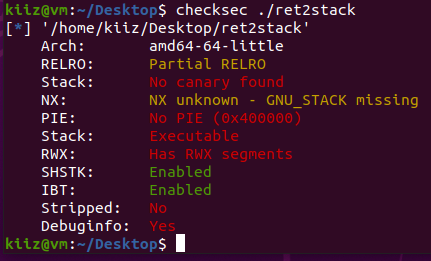 kiiz@vm:~/Desktop$ checksec ./ret2stack
[*] '/home/kiiz/Desktop/ret2stack'
Arch: amd64-64-little
RELRO: Partial RELRO
Stack: No canary found
NX: NX unknown - GNU_STACK missing
PIE: No PIE (0x400000)
Stack: Executable
RWX: Has RWX segments
SHSTK: Enabled
IBT: Enabled
Stripped: No
Debuginfo: Yes
kiiz@vm:~/Desktop$